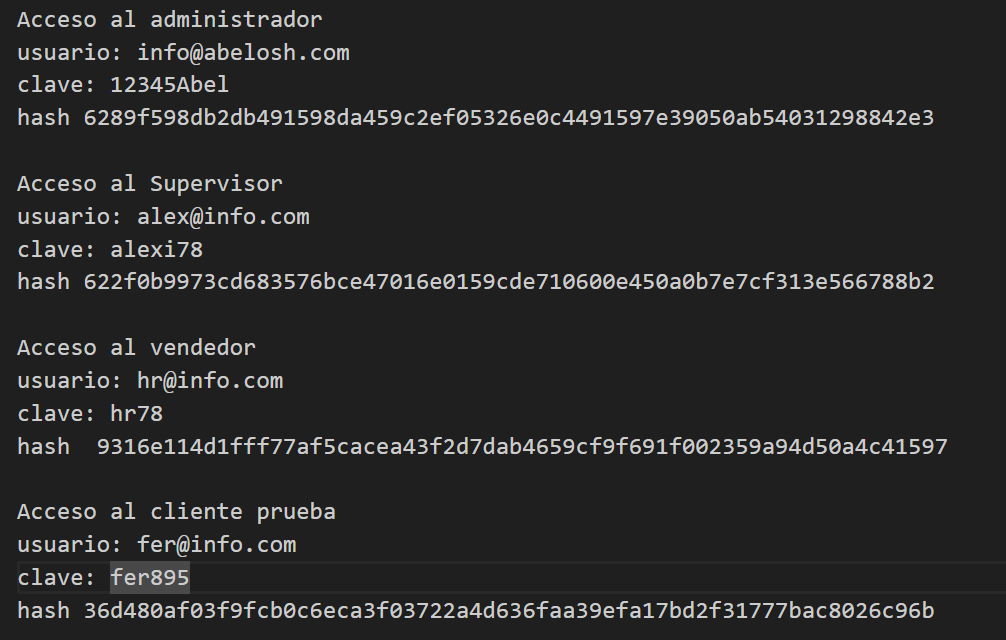 Acceso al administrador
usuario: info@abelosh.com
clave: 12345Abel
hash 6289f598db2db491598da459c2ef05326e0c4491597e39050ab54031298842e3
Acceso al Supervisor
usuario: alex@info.com
clave: alexi78
hash 622f0b9973cd683576bce47016e0159cde710600e450a0b7e7cf313e566788b2
Acceso al vendedor
usuario: hr@info.com
clave: hr78
hash  9316e114d1fff77af5cacea43f2d7dab4659cf9f691f002359a94d50a4c41597
Acceso al cliente prueba
usuario: fer@info.com
clave: fer895
hash 36d480af03f9fcb0c6eca3f03722a4d636faa39efa17bd2f31777bac8026c96b